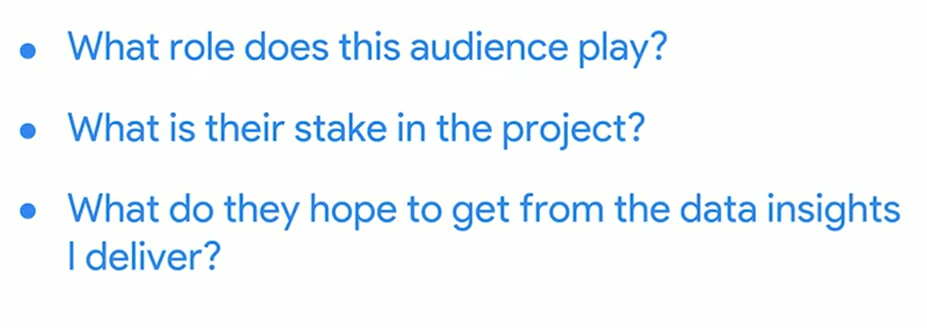 • What role does this audience play?
• What is their stake in the project?
• What do they hope to get from the data insights
I deliver?